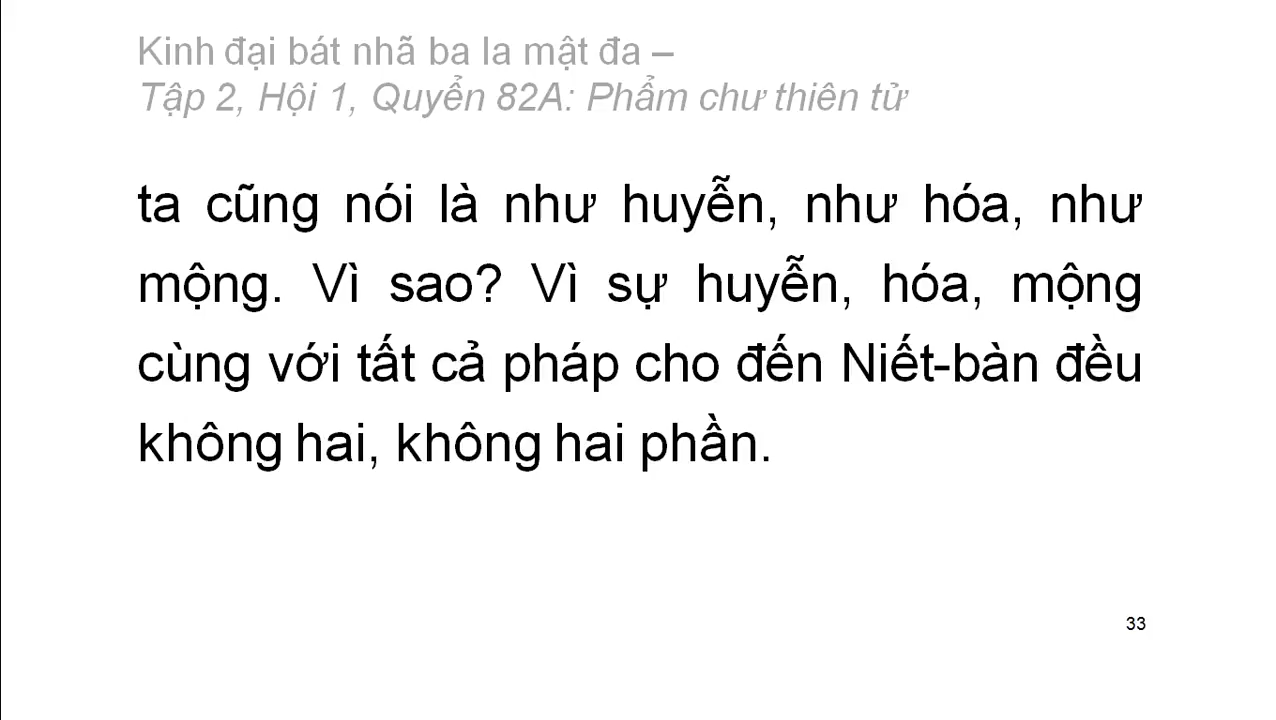 Kinh đại bát nhã ba la mật đa –
Tập 2, Hội 1, Quyển 82A: Phẩm chư thiên tử
ta cũng nói là như huyễn, như hóa, như
mộng. Vì sao? Vì sự huyễn, hóa, mộng
cùng với tất cả pháp cho đến Niết-bàn đều
không hai, không hai phần.
33